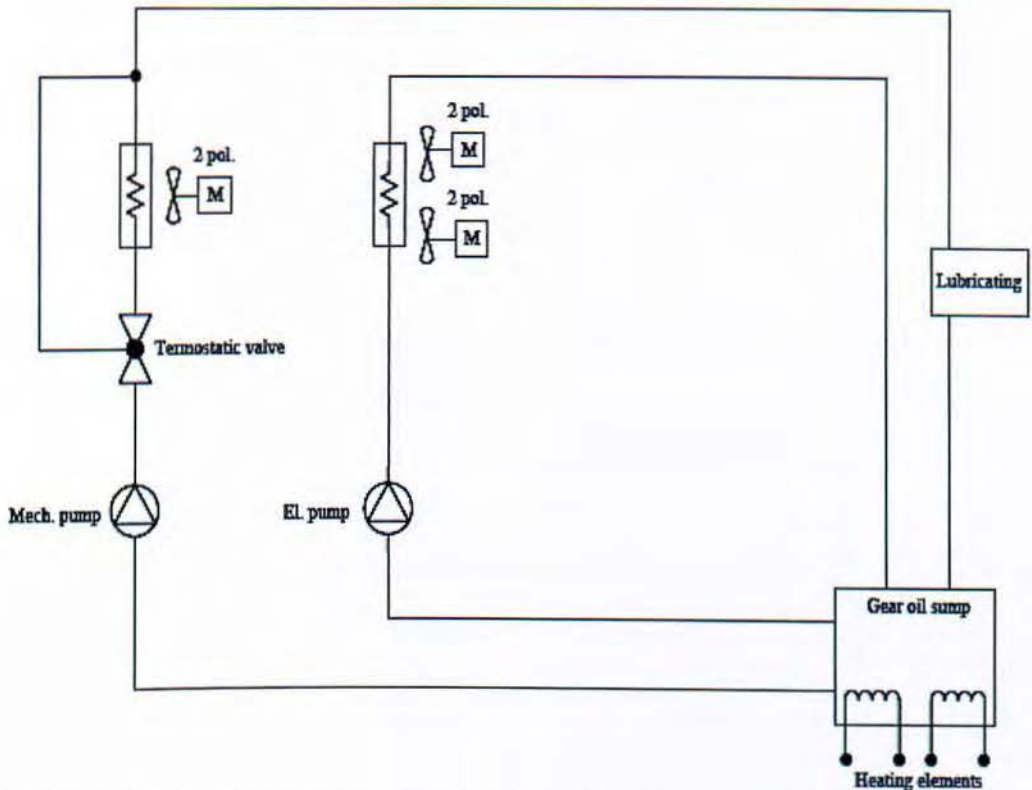 2 pol.
M
2 pol.
M
2 pol.
M
Lubricating
Termostatic valve
Mech. pump
El. pump
Gear oil sump
Heating elements